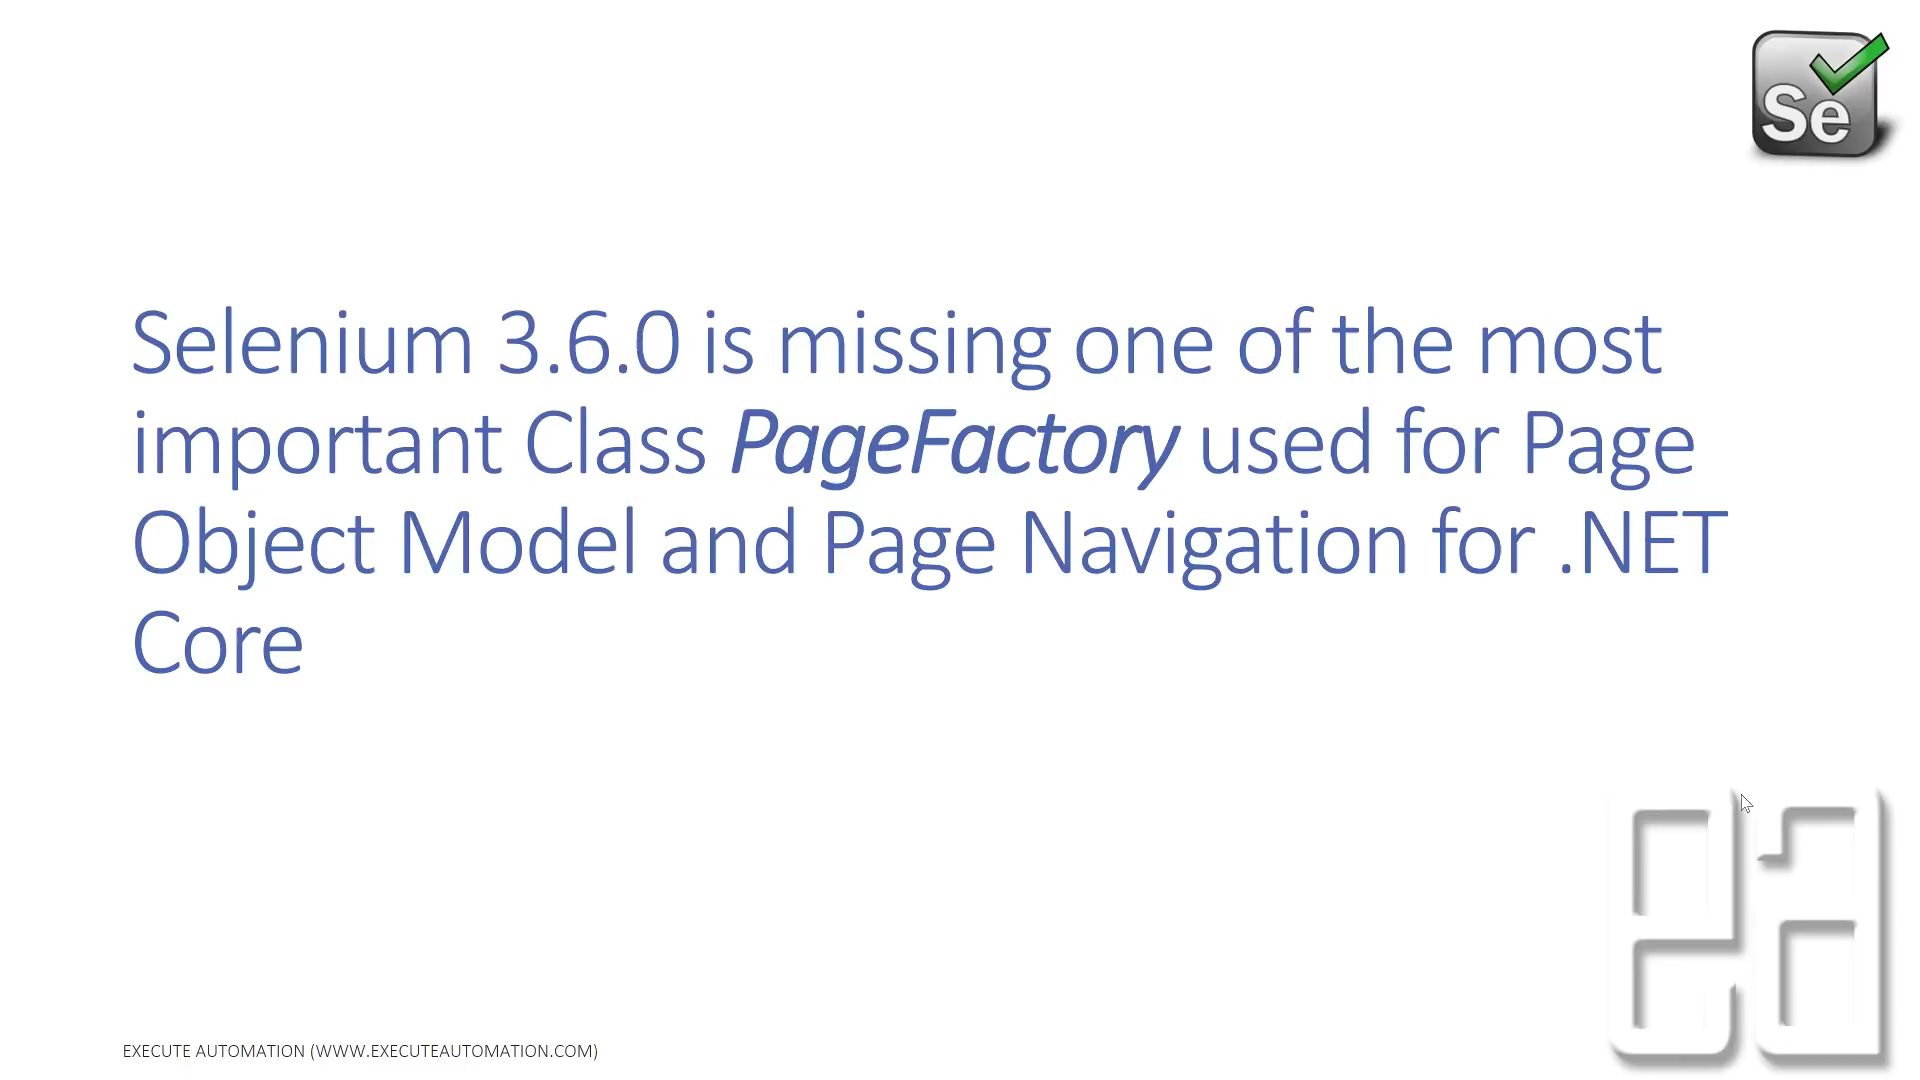 Se
Selenium 3.6.0 is missing one of the most
important Class PageFactory used for Page
Object Model and Page Navigation for .NET
Core
ea
EXECUTE AUTOMATION (WWW.EXECUTEAUTOMATION.COM)